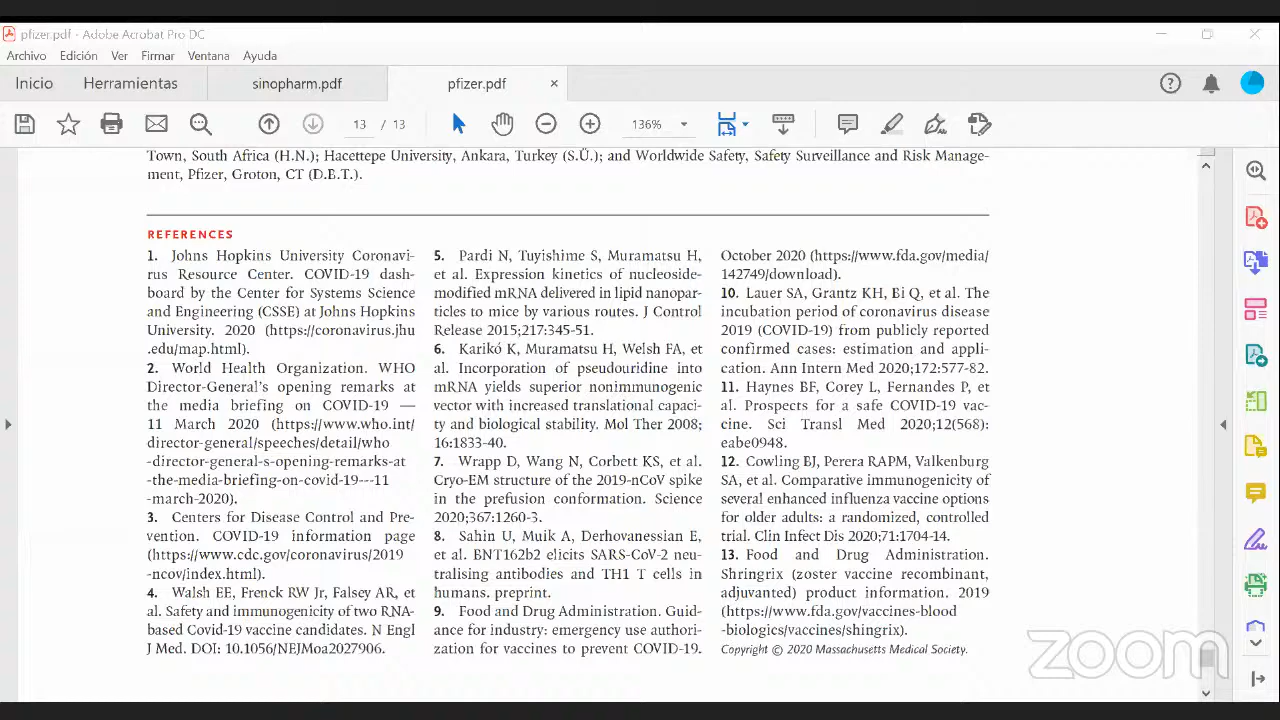 pfizer.pdf - Adobe Acrobat Pro DC
Archivo Edición Ver Firmar Ventana Ayuda
Inicio Herramientas sinopharm.pdf pfizer.pdf ×
13 / 13 136%
Town, South Africa (H.N.); Hacettepe University, Ankara, Turkey (S.Ü.); and Worldwide Safety, Safety Surveillance and Risk Manage-
ment, Pfizer, Groton, CT (D.B.T.).
REFERENCES
1. Johns Hopkins University Coronavi-
rus Resource Center. COVID-19 dash-
board by the Center for Systems Science
and Engineering (CSSE) at Johns Hopkins
University. 2020 (https://coronavirus.jhu
.edu/map.html).
2. World Health Organization. WHO
Director-General's opening remarks at
the media briefing on COVID-19 —
11 March 2020 (https://www.who.int/
director-general/speeches/detail/who
-director-general-s-opening-remarks-at
-the-media-briefing-on-covid-19---11
-march-2020).
3. Centers for Disease Control and Pre-
vention. COVID-19 information page
(https://www.cdc.gov/coronavirus/2019
-ncov/index.html).
4. Walsh EE, Frenck RW Jr, Falsey AR, et
al. Safety and immunogenicity of two RNA-
based Covid-19 vaccine candidates. N Engl
J Med. DOI: 10.1056/NEJMoa2027906.
5. Pardi N, Tuyishime S, Muramatsu H,
et al. Expression kinetics of nucleoside-
modified mRNA delivered in lipid nanopar-
ticles to mice by various routes. J Control
Release 2015;217:345-51.
6. Karikó K, Muramatsu H, Welsh FA, et
al. Incorporation of pseudouridine into
mRNA yields superior nonimmunogenic
vector with increased translational capaci-
ty and biological stability. Mol Ther 2008;
16:1833-40.
7. Wrapp D, Wang N, Corbett KS, et al.
Cryo-EM structure of the 2019-nCoV spike
in the prefusion conformation. Science
2020;367:1260-3.
8. Sahin U, Muik A, Derhovanessian E,
et al. BNT162b2 elicits SARS-CoV-2 neu-
tralising antibodies and TH1 T cells in
humans. preprint.
9. Food and Drug Administration. Guid-
ance for industry: emergency use authori-
zation for vaccines to prevent COVID-19.
October 2020 (https://www.fda.gov/media/
142749/download).
10. Lauer SA, Grantz KH, Bi Q, et al. The
incubation period of coronavirus disease
2019 (COVID-19) from publicly reported
confirmed cases: estimation and appli-
cation. Ann Intern Med 2020;172:577-82.
11. Haynes BF, Corey L, Fernandes P, et
al. Prospects for a safe COVID-19 vac-
cine. Sci Transl Med 2020;12(568):
eabe0948.
12. Cowling BJ, Perera RAPM, Valkenburg
SA, et al. Comparative immunogenicity of
several enhanced influenza vaccine options
for older adults: a randomized, controlled
trial. Clin Infect Dis 2020;71:1704-14.
13. Food and Drug Administration.
Shringrix (zoster vaccine recombinant,
adjuvanted) product information. 2019
(https://www.fda.gov/vaccines-blood
-biologics/vaccines/shingrix).
Copyright © 2020 Massachusetts Medical Society.
zoom